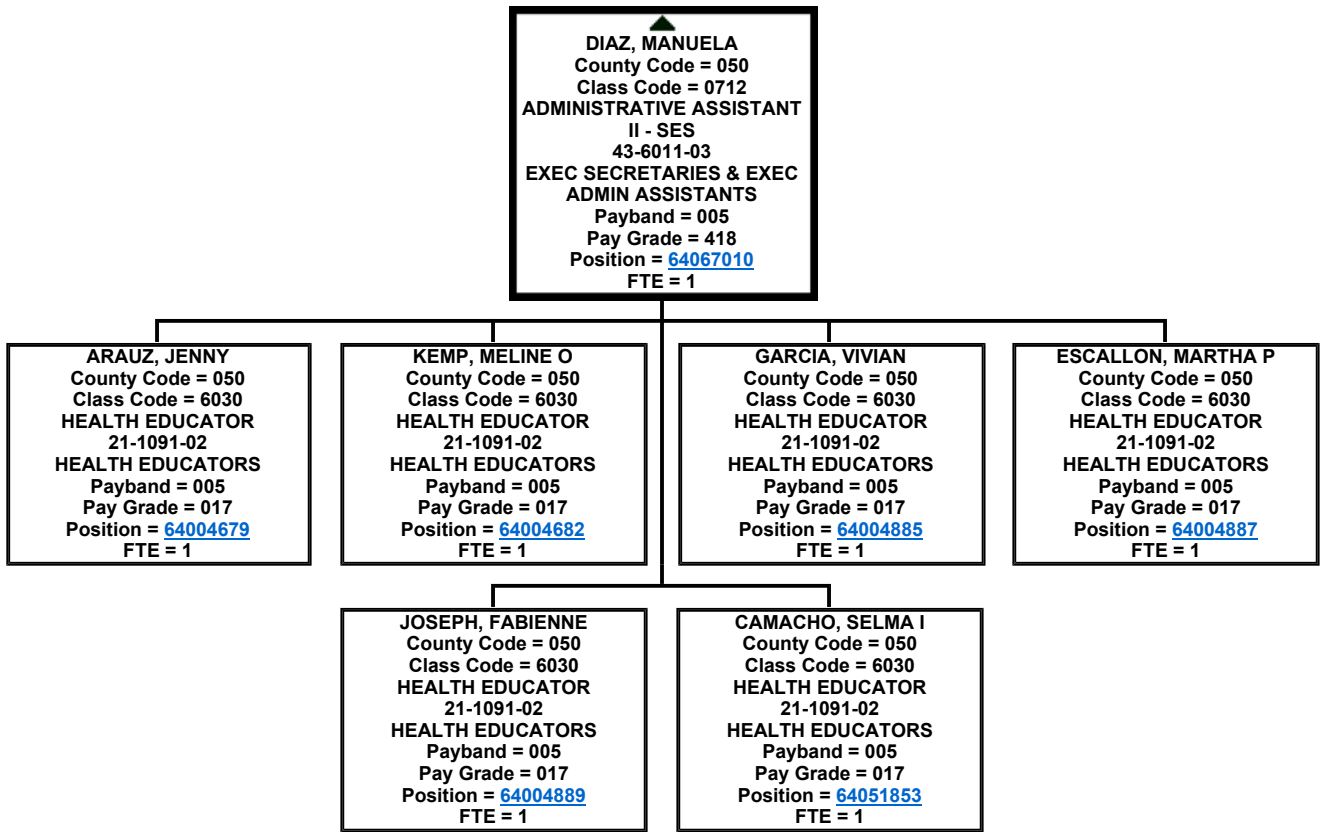 DIAZ, MANUELA
County Code = 050
Class Code = 0712
ADMINISTRATIVE ASSISTANT
II - SES
43-6011-03
EXEC SECRETARIES & EXEC
ADMIN ASSISTANTS
Payband = 005
Pay Grade = 418
Position = 64067010
FTE = 1
ARAUZ, JENNY
County Code = 050
Class Code = 6030
HEALTH EDUCATOR
21-1091-02
HEALTH EDUCATORS
Payband = 005
Pay Grade = 017
Position = 64004679
FTE = 1
KEMP, MELINE O
County Code = 050
Class Code = 6030
HEALTH EDUCATOR
21-1091-02
HEALTH EDUCATORS
Payband = 005
Pay Grade = 017
Position = 64004682
FTE = 1
GARCIA, VIVIAN
County Code = 050
Class Code = 6030
HEALTH EDUCATOR
21-1091-02
HEALTH EDUCATORS
Payband = 005
Pay Grade = 017
Position = 64004885
FTE = 1
ESCALLON, MARTHA P
County Code = 050
Class Code = 6030
HEALTH EDUCATOR
21-1091-02
HEALTH EDUCATORS
Payband = 005
Pay Grade = 017
Position = 64004887
FTE = 1
JOSEPH, FABIENNE
County Code = 050
Class Code = 6030
HEALTH EDUCATOR
21-1091-02
HEALTH EDUCATORS
Payband = 005
Pay Grade = 017
Position = 64004889
FTE = 1
CAMACHO, SELMA I
County Code = 050
Class Code = 6030
HEALTH EDUCATOR
21-1091-02
HEALTH EDUCATORS
Payband = 005
Pay Grade = 017
Position = 64051853
FTE = 1